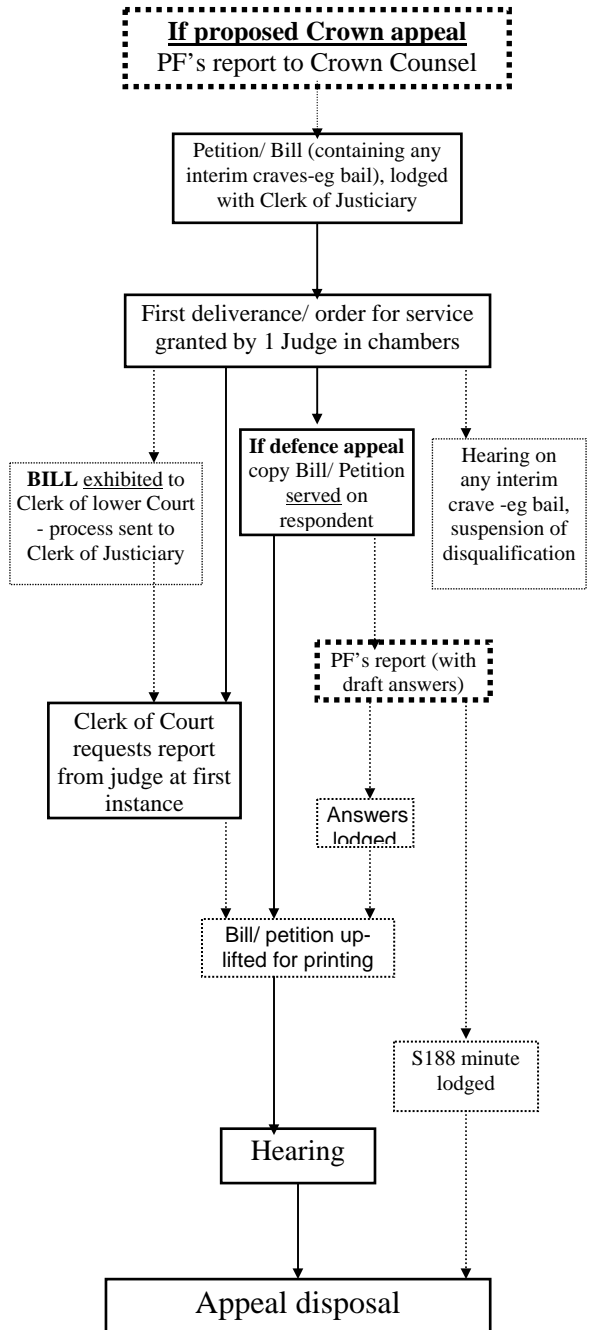 If proposed Crown appeal
PF's report to Crown Counsel
Petition/ Bill (containing any
interim craves-eg bail), lodged
with Clerk of Justiciary
First deliverance/ order for service
granted by 1 Judge in chambers
BILL exhibited to
Clerk of lower Court
- process sent to
Clerk of Justiciary
If defence appeal
copy Bill/ Petition
served on
respondent
Hearing on
any interim
crave -eg bail,
suspension of
disqualification
PF's report (with
draft answers)
Clerk of Court
requests report
from judge at first
instance
Answers
lodged
Bill/ petition up-
lifted for printing
S188 minute
lodged
Hearing
Appeal disposal